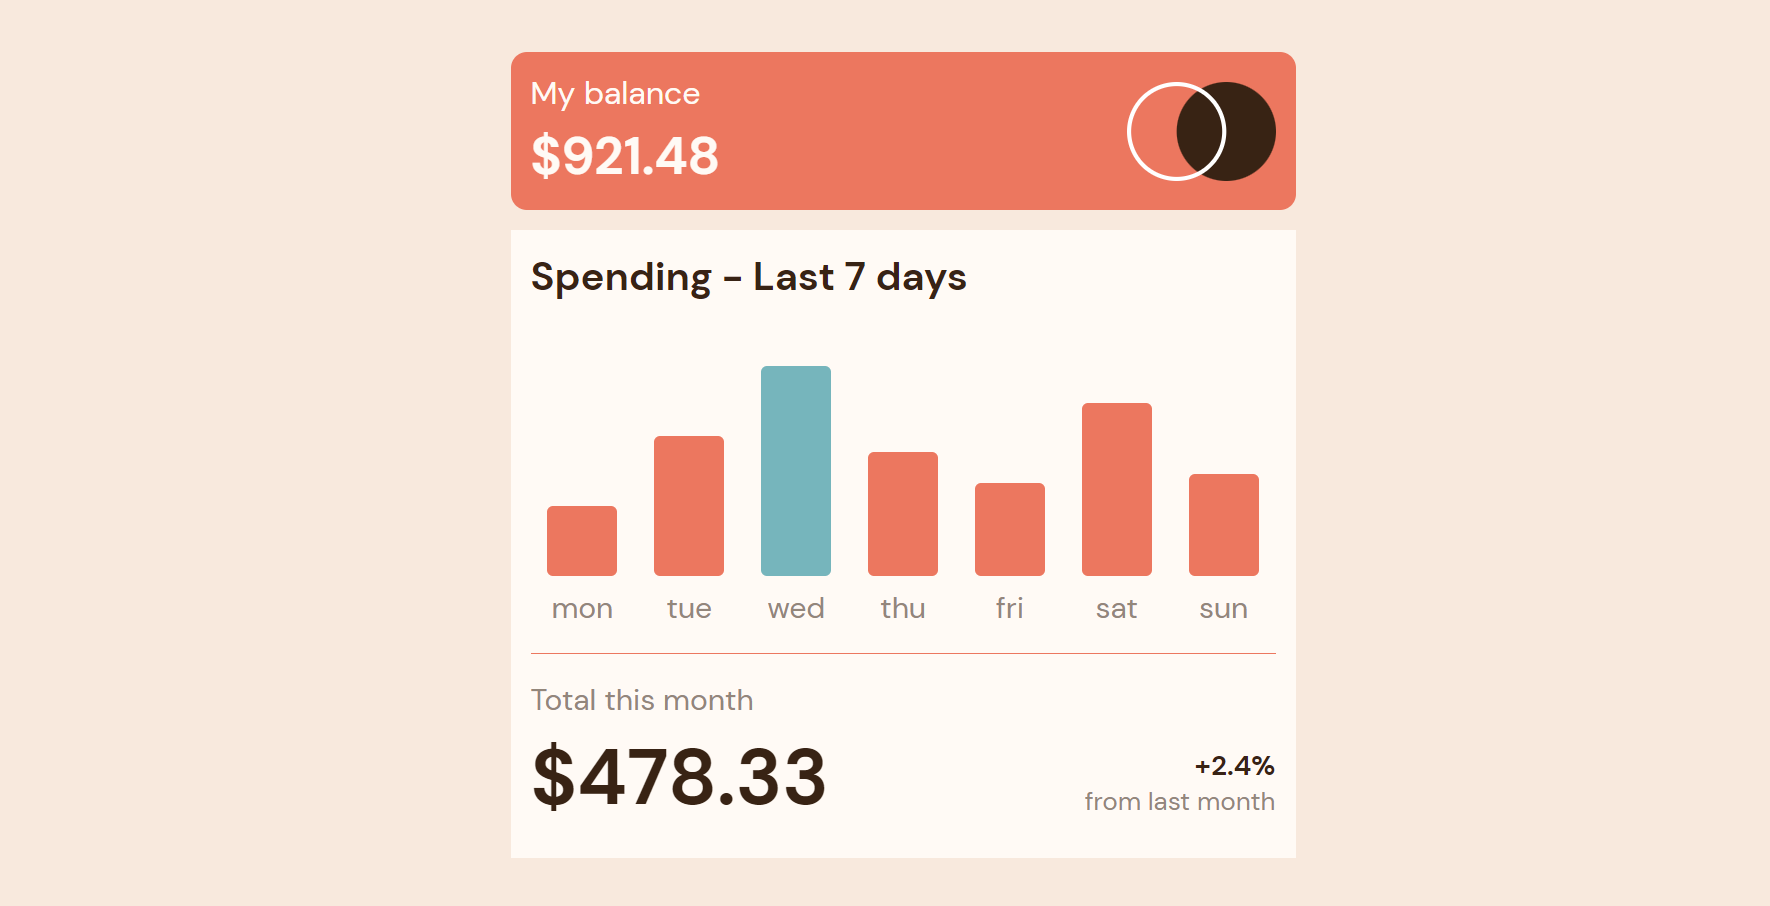 My balance
$921.48
Spending - Last 7 days
mon tue wed thu fri sat sun
Total this month
$478.33
+2.4%
from last month